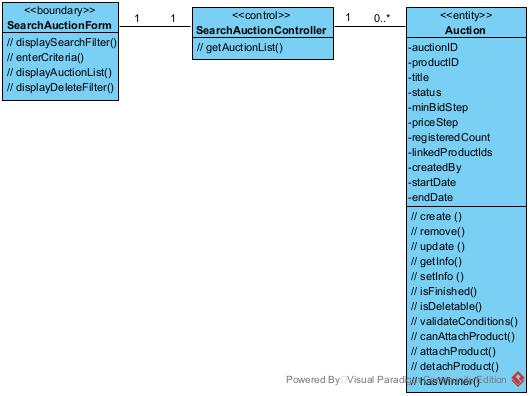 <<boundary>>
SearchAuctionForm
// displaySearchFilter()
// enterCriteria()
// displayAuctionList()
// displayDeleteFilter()
1
1
<<control>>
SearchAuctionController
// getAuctionList()
1
0..*
<<entity>>
Auction
-auctionID
-productID
-title
-status
-minBidStep
-priceStep
-registeredCount
-linkedProductIds
-createdBy
-startDate
-endDate
// create ()
// remove()
// update ()
// getInfo()
// setInfo ()
// isFinished()
// isDeletable()
// validateConditions()
// canAttachProduct()
// attachProduct()
// detachProduct()
// hasWinner()
Powered By Visual Paradigm Community Edition